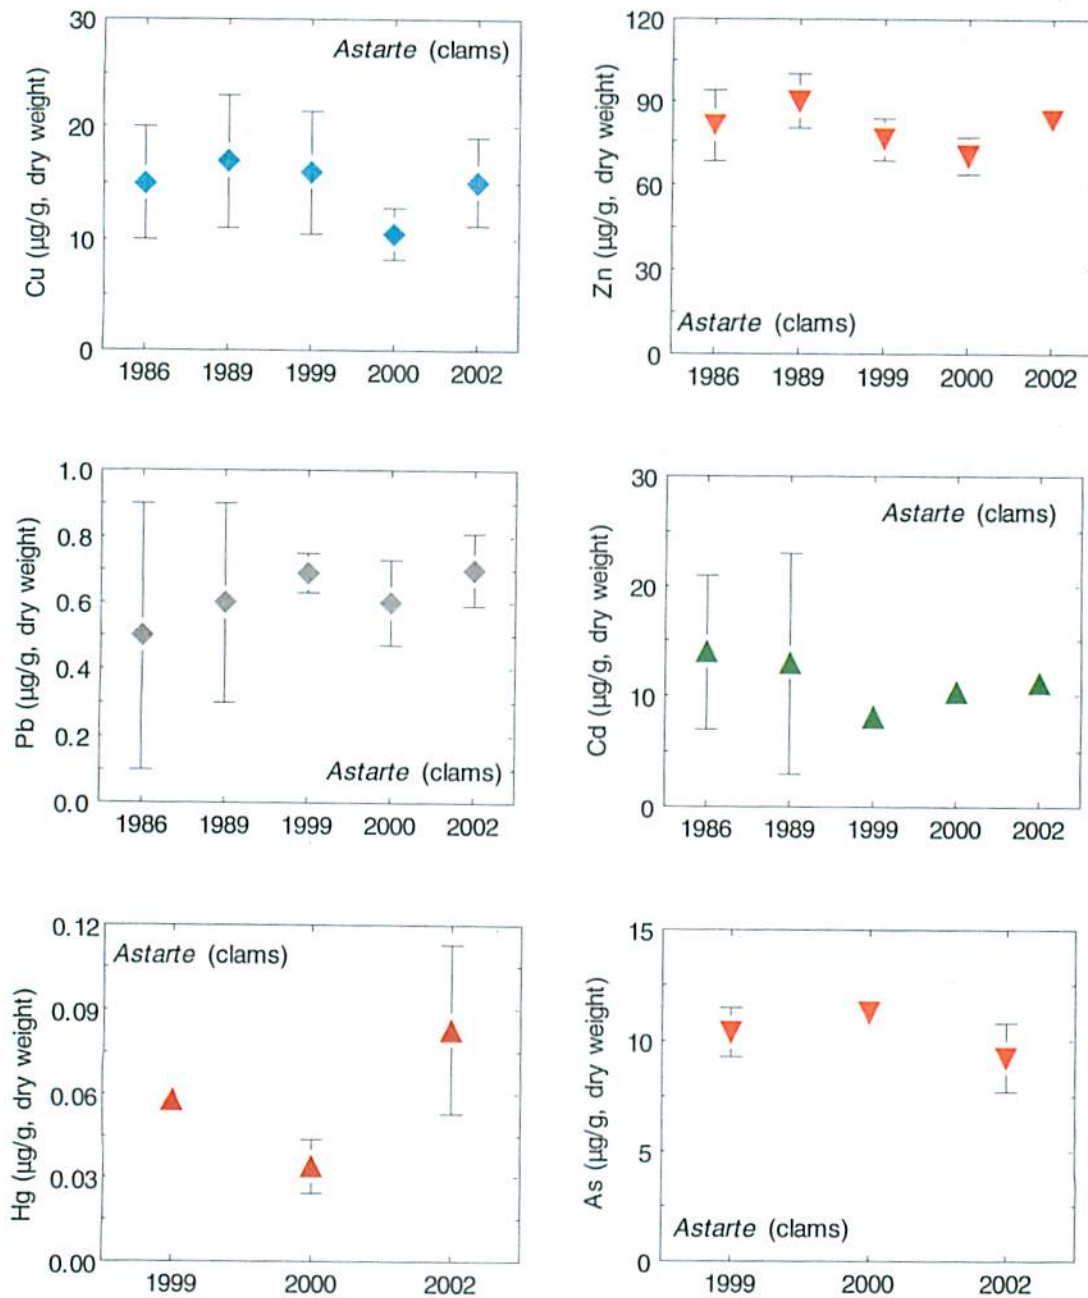 30
20
10
0
Cu (µg/g, dry weight)
Astarte (clams)
1986 1989 1999 2000 2002
120
90
60
30
0
Zn (µg/g, dry weight)
Astarte (clams)
1986 1989 1999 2000 2002
1.0
0.8
0.6
0.4
0.2
0.0
Pb (µg/g, dry weight)
Astarte (clams)
1986 1989 1999 2000 2002
30
20
10
0
Cd (µg/g, dry weight)
Astarte (clams)
1986 1989 1999 2000 2002
0.12
0.09
0.06
0.03
0.00
Hg (µg/g, dry weight)
Astarte (clams)
1999 2000 2002
15
10
5
0
As (µg/g, dry weight)
Astarte (clams)
1999 2000 2002